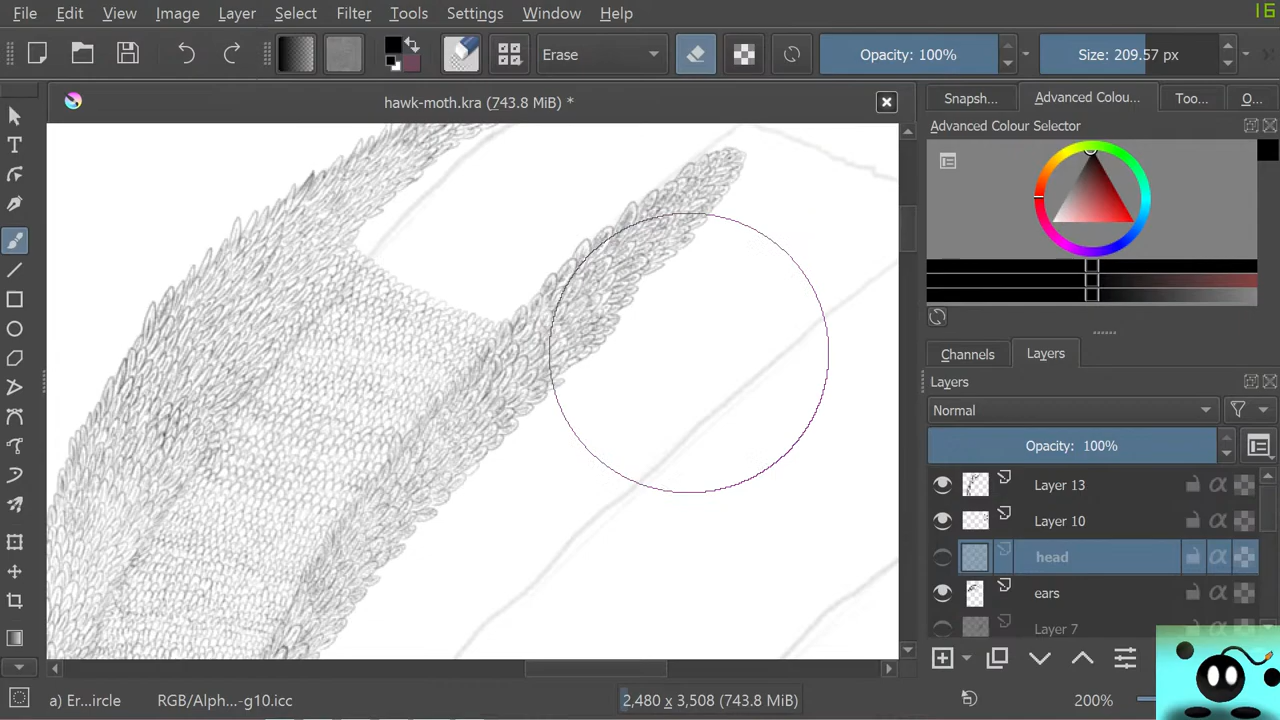 File Edit View Image Layer Select Filter Tools Settings Window Help
16
Erase
Opacity: 100%
Size: 209.57 px
hawk-moth.kra (743.8 MiB) *
Snapsh...
Advanced Colou...
Too...
O...
Advanced Colour Selector
Channels
Layers
Layers
Normal
Opacity: 100%
Layer 13
Layer 10
head
ears
Layer 7
a) Er...ircle
RGB/Alph...-g10.icc
2,480 x 3,508 (743.8 MiB)
200%